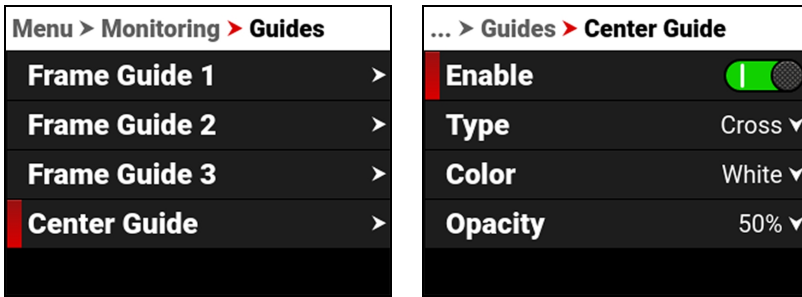 Menu > Monitoring > Guides
Frame Guide 1
Frame Guide 2
Frame Guide 3
Center Guide
... > Guides > Center Guide
Enable
Type Cross
Color White
Opacity 50%